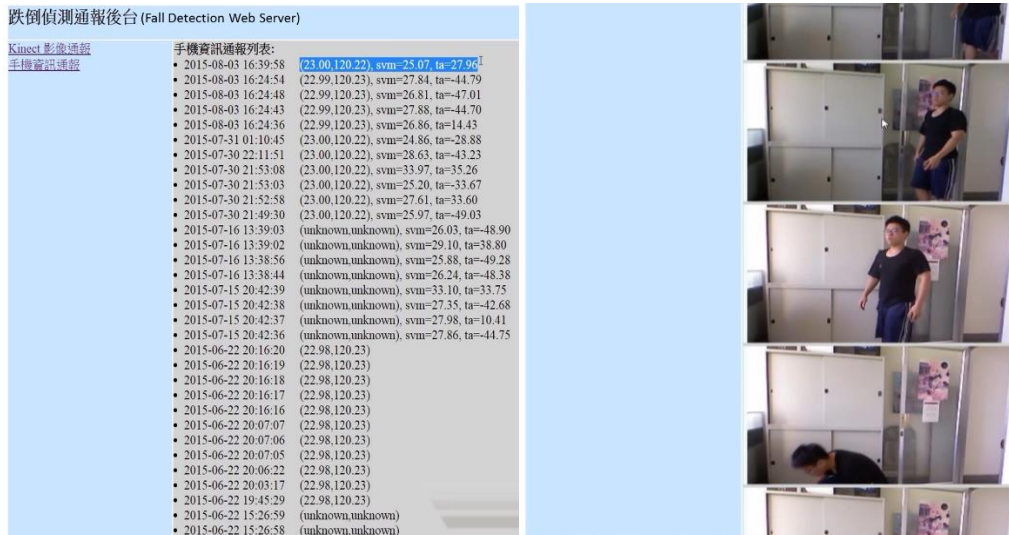 跌倒偵測通報後台 (Fall Detection Web Server)
Kinect 影像通報
手機資訊通報
手機資訊通報列表:
2015-08-03 16:39:58 (23.00,120.22), svm=25.07, ta=27.96
2015-08-03 16:24:54 (22.99,120.23), svm=27.84, ta=-44.79
2015-08-03 16:24:48 (22.99,120.23), svm=26.81, ta=-47.01
2015-08-03 16:24:43 (22.99,120.23), svm=27.88, ta=-44.70
2015-08-03 16:24:36 (22.99,120.23), svm=26.86, ta=14.43
2015-07-31 01:10:45 (23.00,120.22), svm=24.86, ta=-28.88
2015-07-30 22:11:51 (23.00,120.22), svm=28.63, ta=-43.23
2015-07-30 21:53:08 (23.00,120.22), svm=33.97, ta=35.26
2015-07-30 21:53:03 (23.00,120.22), svm=25.20, ta=-33.67
2015-07-30 21:52:58 (23.00,120.22), svm=27.61, ta=33.60
2015-07-30 21:49:30 (23.00,120.22), svm=25.97, ta=-49.03
2015-07-16 13:39:03 (unknown,unknown), svm=26.03, ta=-48.90
2015-07-16 13:39:02 (unknown,unknown), svm=29.10, ta=38.80
2015-07-16 13:38:56 (unknown,unknown), svm=25.88, ta=-49.28
2015-07-16 13:38:44 (unknown,unknown), svm=26.24, ta=-48.38
2015-07-15 20:42:39 (unknown,unknown), svm=33.10, ta=33.75
2015-07-15 20:42:38 (unknown,unknown), svm=27.35, ta=-42.68
2015-07-15 20:42:37 (unknown,unknown), svm=27.98, ta=10.41
2015-07-15 20:42:36 (unknown,unknown), svm=27.86, ta=-44.75
2015-06-22 20:16:20 (22.98,120.23)
2015-06-22 20:16:19 (22.98,120.23)
2015-06-22 20:16:18 (22.98,120.23)
2015-06-22 20:16:17 (22.98,120.23)
2015-06-22 20:16:16 (22.98,120.23)
2015-06-22 20:07:07 (22.98,120.23)
2015-06-22 20:07:06 (22.98,120.23)
2015-06-22 20:07:05 (22.98,120.23)
2015-06-22 20:06:22 (22.98,120.23)
2015-06-22 20:03:17 (22.98,120.23)
2015-06-22 19:45:29 (22.98,120.23)
2015-06-22 15:26:59 (unknown,unknown)
2015-06-22 15:26:58 (unknown,unknown)